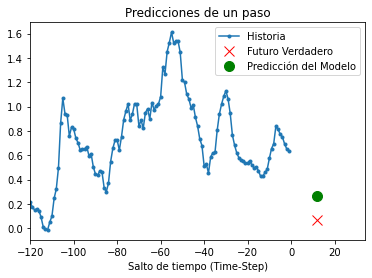 Predicciones de un paso
Historia
Futuro Verdadero
Predicción del Modelo
1.6
1.4
1.2
1.0
0.8
0.6
0.4
0.2
0.0
−120 −100 −80 −60 −40 −20 0 20
Salto de tiempo (Time-Step)